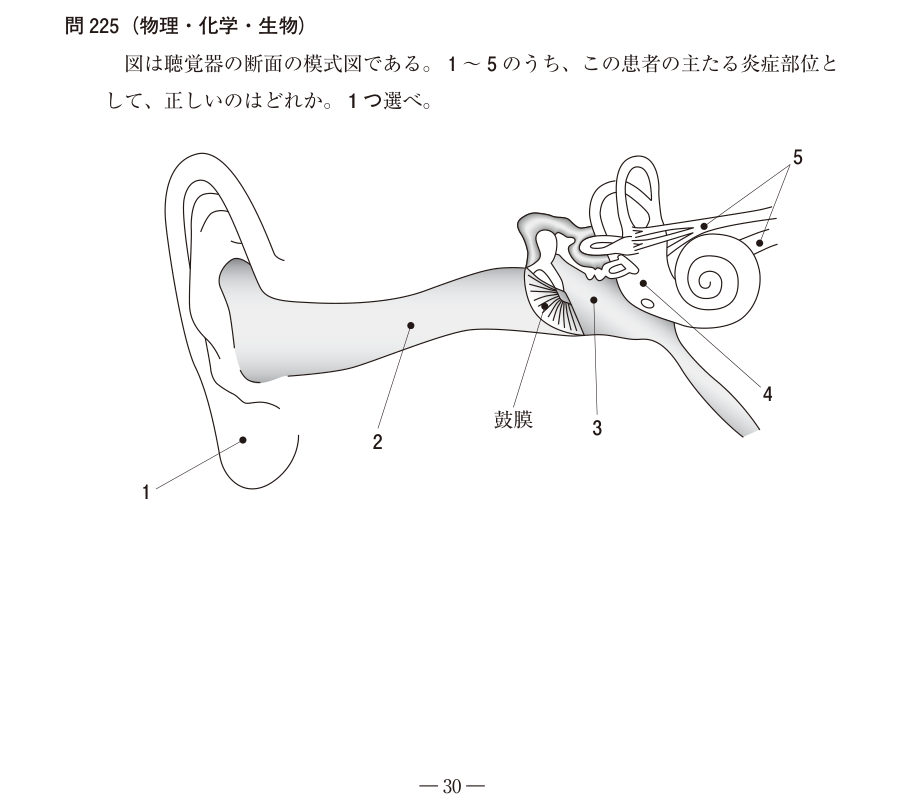 問 225（物理・化学・生物）
図は聴覚器の断面の模式図である。1 ～ 5 のうち、この患者の主たる炎症部位と
して、正しいのはどれか。1 つ選べ。
5
4
鼓膜
3
2
1
― 30 ―